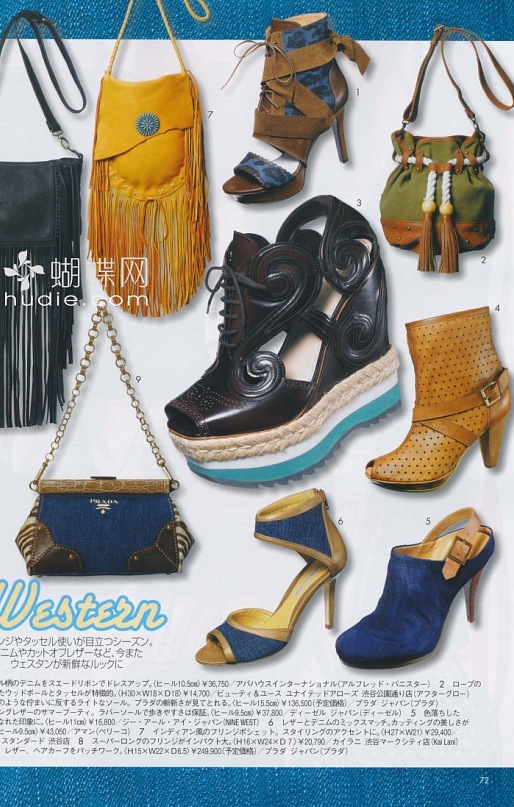 7
1
2
3
4
蝴蝶网
hudie.com
9
PRADA
6
5
Western
ンジやタッセル使いが目立つシーズン。
ニムやカットオフレザーなど、今また
ウェスタンが新鮮なルックに
ル柄のデニムをスエードリボンでドレスアップ。〈ヒール10.5cm〉¥36,750／アバハウスインターナショナル(アルフレッド・バニスター) 2 ロープの
たウッドボールとタッセルが特徴的。〈H30×W18×D18〉¥14,700／ビューティ&ユース ユナイテッドアローズ 渋谷公園通り店(アフターグロー)
のような佇まいに反するライトなソール。プラダの斬新さが見てとれる。〈ヒール15.5cm〉¥136,500(予定価格)／プラダ ジャパン(プラダ)
ングレザーのサマーブーティ。ラバーソールで歩きやすさは保証。〈ヒール9.5cm〉¥37,800／ディーゼル ジャパン(ディーゼル) 5 色落ちした
なれた印象に。〈ヒール11cm〉¥16,800／ジー・アール・アイ・ジャパン(NINE WEST) 6 レザーとデニムのミックスマッチ。カッティングの美しさが
ヒール9.5cm〉¥43,050／アマン(ペリーコ) 7 インディアン風のフリンジポシェット。スタイリングのアクセントに。〈H27×W21〉¥29,400／
スタンダード 渋谷店 8 スーパーロングのフリンジがインパクト大。〈H16×W24×D7〉¥20,790／カイラニ 渋谷マークシティ店(Kai Lani)
レザー、ヘアカーフをパッチワーク。〈H15×W22×D6.5〉¥249,900(予定価格)／プラダ ジャパン(プラダ)
72